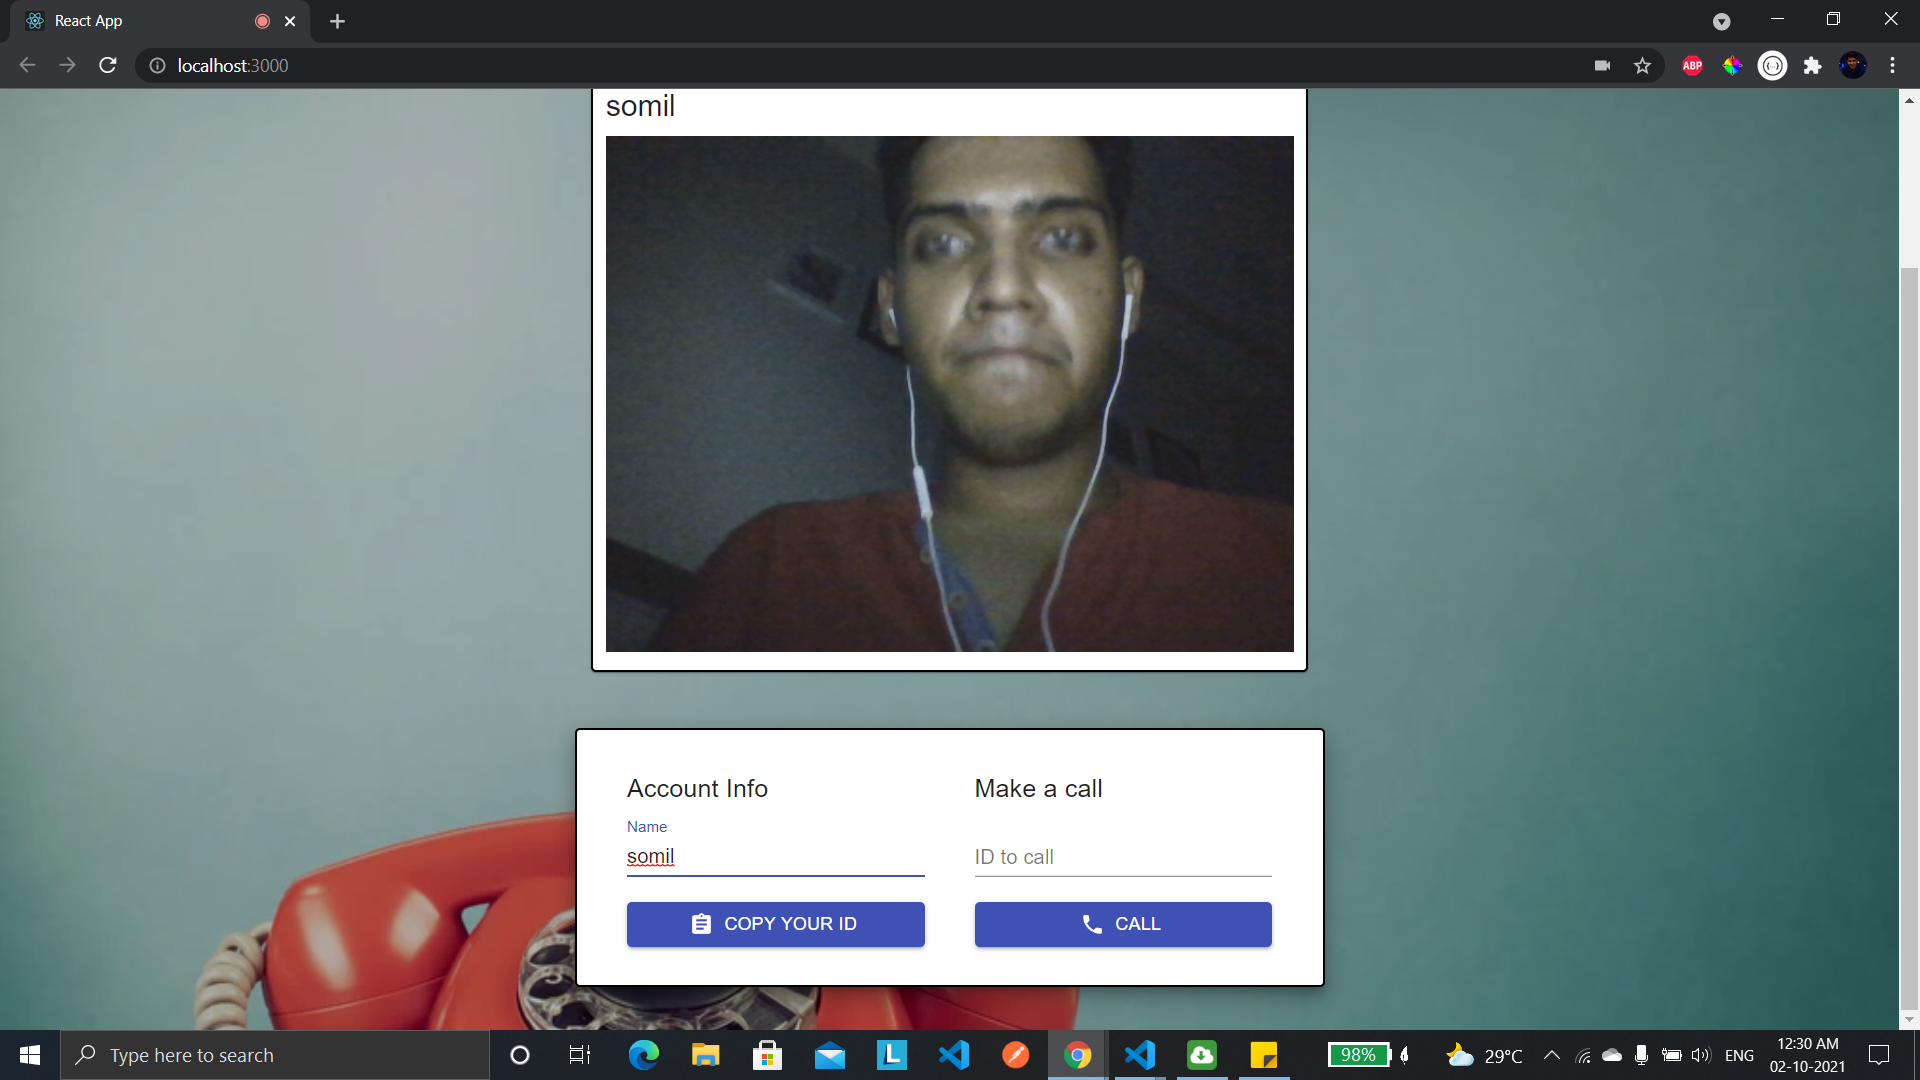 React App
localhost:3000
ABP
somil
Account Info
Make a call
Name
somil
ID to call
COPY YOUR ID
CALL
Type here to search
L
98%
29°C
ENG
12:30 AM
02-10-2021